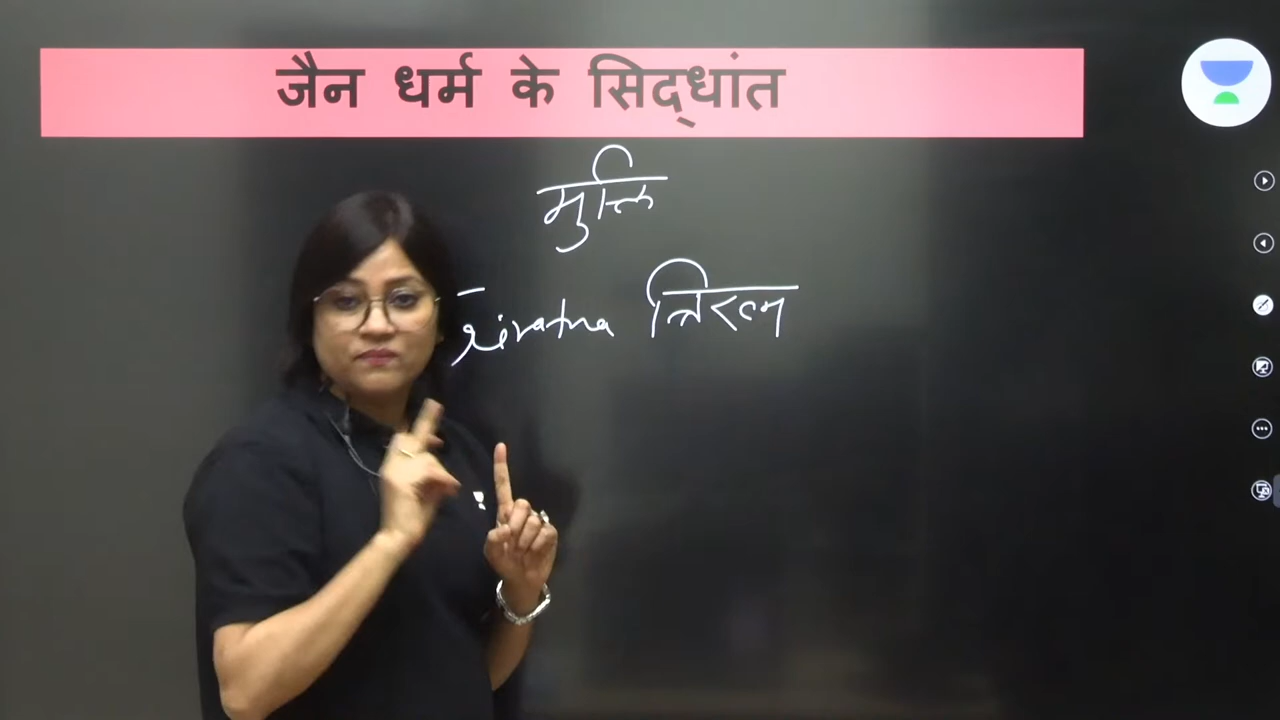 जैन धर्म के सिद्धांत
मुक्ति
Triratna त्रिरत्न